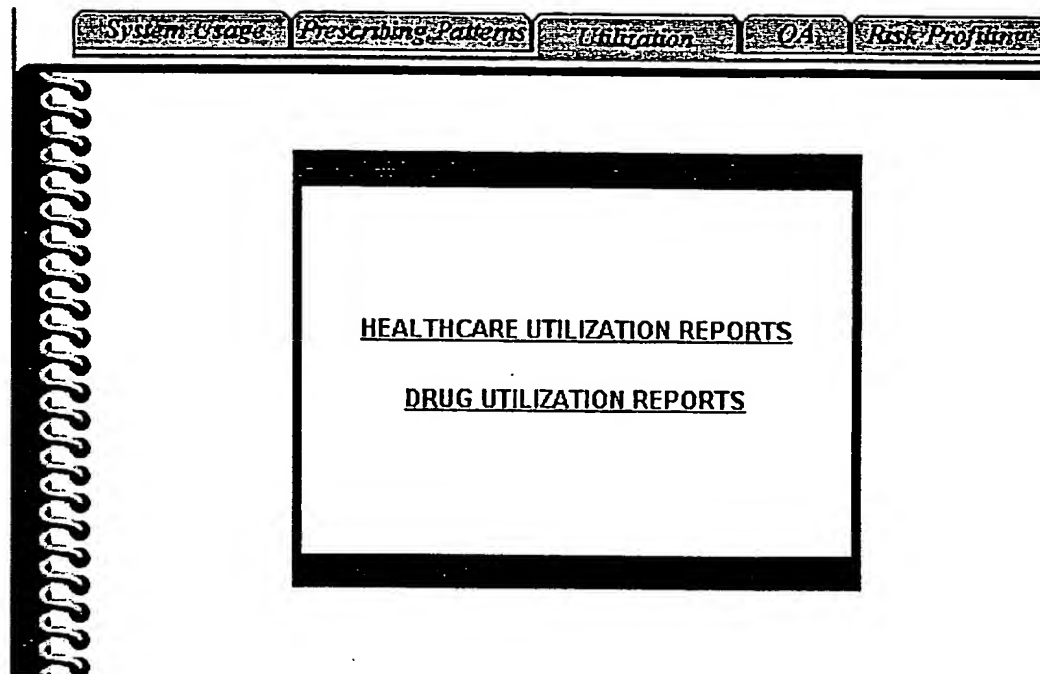 System Usage Prescribing Patterns Utilization QA Risk Profiling
HEALTHCARE UTILIZATION REPORTS
DRUG UTILIZATION REPORTS